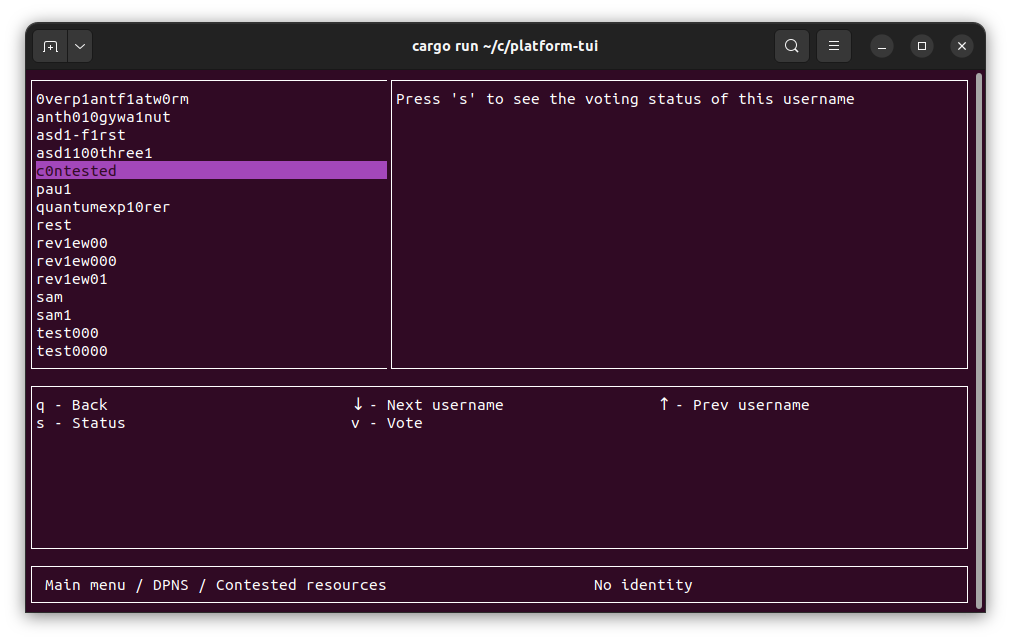 cargo run ~/c/platform-tui
0verp1antf1atw0rm
anth010gywa1nut
asd1-f1rst
asd1100three1
c0ntested
pau1
quantumexp10rer
rest
rev1ew00
rev1ew000
rev1ew01
sam
sam1
test000
test0000
Press 's' to see the voting status of this username
q - Back ↓ - Next username ↑ - Prev username
s - Status v - Vote
Main menu / DPNS / Contested resources No identity